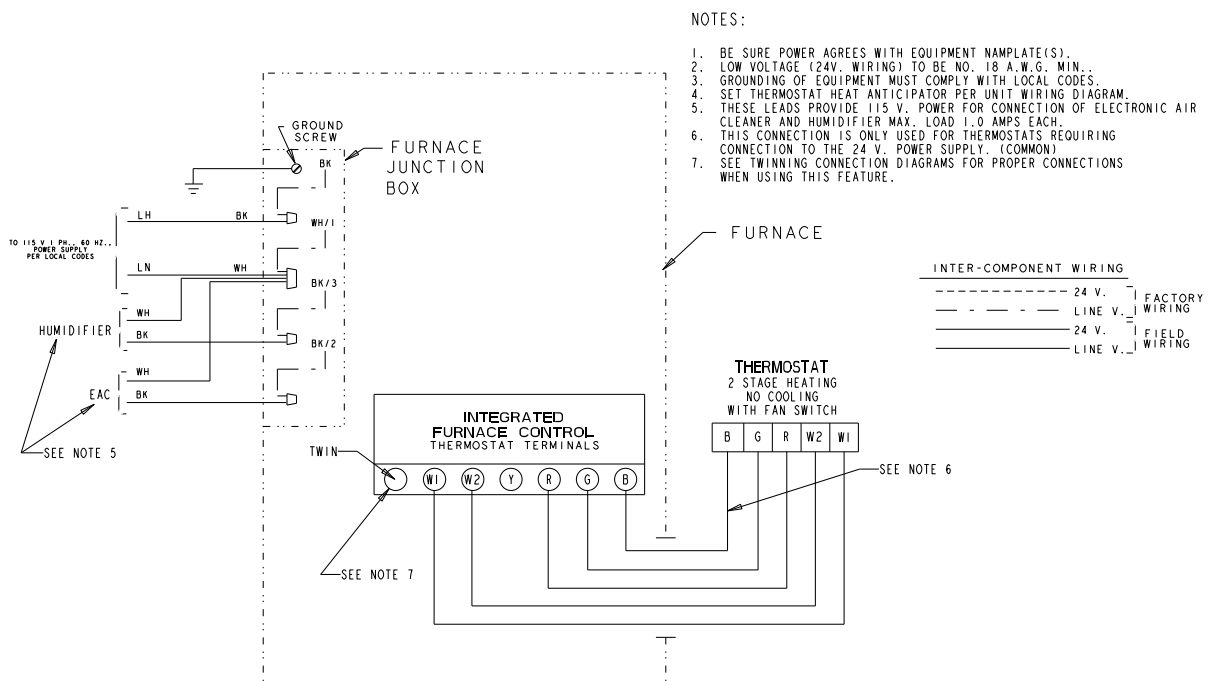 NOTES:
1. BE SURE POWER AGREES WITH EQUIPMENT NAMPLATE(S).
2. LOW VOLTAGE (24V. WIRING) TO BE NO. 18 A.W.G. MIN..
3. GROUNDING OF EQUIPMENT MUST COMPLY WITH LOCAL CODES.
4. SET THERMOSTAT HEAT ANTICIPATOR PER UNIT WIRING DIAGRAM.
5. THESE LEADS PROVIDE 115 V. POWER FOR CONNECTION OF ELECTRONIC AIR
CLEANER AND HUMIDIFIER MAX. LOAD 1.0 AMPS EACH.
6. THIS CONNECTION IS ONLY USED FOR THERMOSTATS REQUIRING
CONNECTION TO THE 24 V. POWER SUPPLY. (COMMON)
7. SEE TWINNING CONNECTION DIAGRAMS FOR PROPER CONNECTIONS
WHEN USING THIS FEATURE.
GROUND
SCREW
FURNACE
JUNCTION
BOX
BK
LH
BK
WH/1
TO 115 V 1 PH., 60 HZ.,
POWER SUPPLY
PER LOCAL CODES
LN
WH
BK/3
WH
HUMIDIFIER
BK
BK/2
WH
EAC
BK
SEE NOTE 5
FURNACE
INTER-COMPONENT WIRING
24 V.
LINE V.
FACTORY
WIRING
24 V.
LINE V.
FIELD
WIRING
THERMOSTAT
2 STAGE HEATING
NO COOLING
WITH FAN SWITCH
B G R W2 W1
SEE NOTE 6
INTEGRATED
FURNACE CONTROL
THERMOSTAT TERMINALS
TWIN
W1 W2 Y R G B
SEE NOTE 7